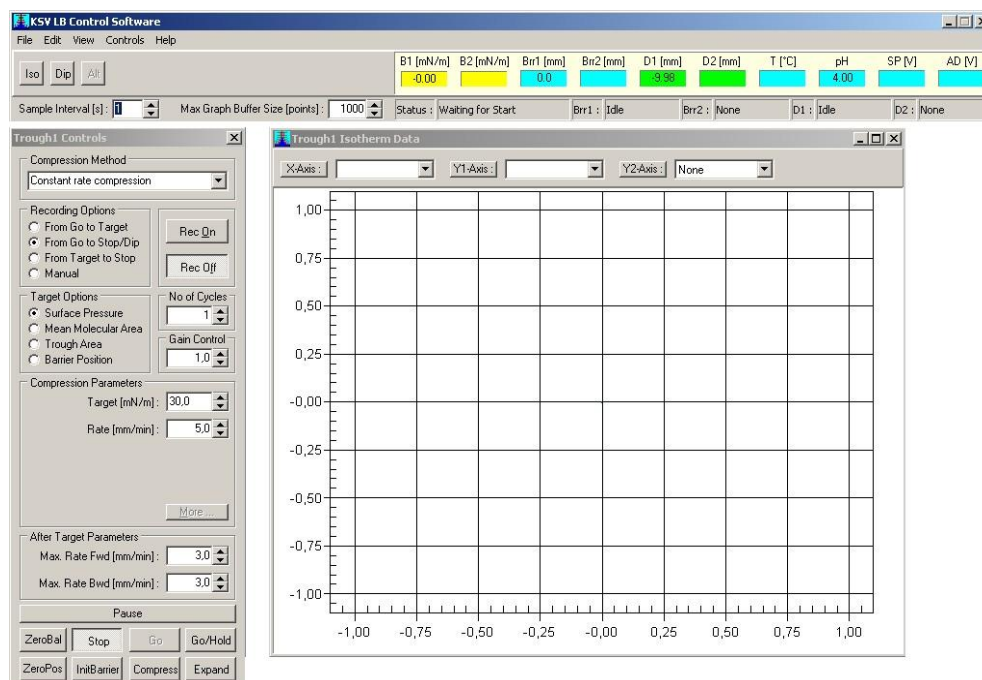 KSV LB Control Software
File Edit View Controls Help
Iso Dip Alt
B1 [mN/m] B2 [mN/m] Brr1 [mm] Brr2 [mm] D1 [mm] D2 [mm] T [°C] pH SP [V] AD [V]
-0.00 0.0 -9.98 4.00
Sample Interval [s] : 1 Max Graph Buffer Size [points] : 1000 Status : Waiting for Start Brr1 : Idle Brr2 : None D1 : Idle D2 : None
Trough1 Controls
Compression Method
Constant rate compression
Recording Options
From Go to Target
From Go to Stop/Dip
From Target to Stop
Manual
Rec On
Rec Off
Target Options
Surface Pressure
Mean Molecular Area
Trough Area
Barrier Position
No of Cycles
1
Gain Control
1,0
Compression Parameters
Target [mN/m] : 30,0
Rate [mm/min] : 5,0
More ...
After Target Parameters
Max. Rate Fwd [mm/min] : 3,0
Max. Rate Bwd [mm/min] : 3,0
Pause
ZeroBal Stop Go Go/Hold
ZeroPos InitBarrier Compress Expand
Trough1 Isotherm Data
X-Axis : Y1-Axis : Y2-Axis : None
1,00
0,75
0,50
0,25
-0,00
-0,25
-0,50
-0,75
-1,00
-1,00 -0,75 -0,50 -0,25 -0,00 0,25 0,50 0,75 1,00